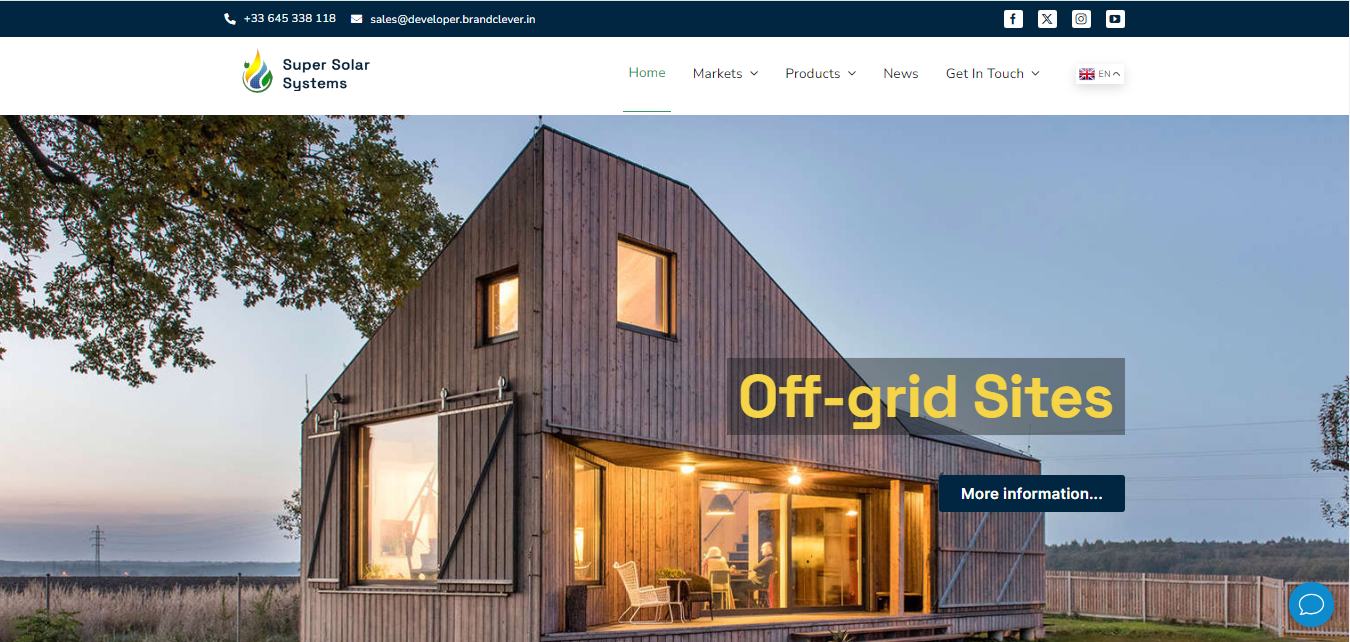 +33 645 338 118 sales@developer.brandclever.in
Super Solar
Systems
Home Markets Products News Get In Touch EN
Off-grid Sites
More information...